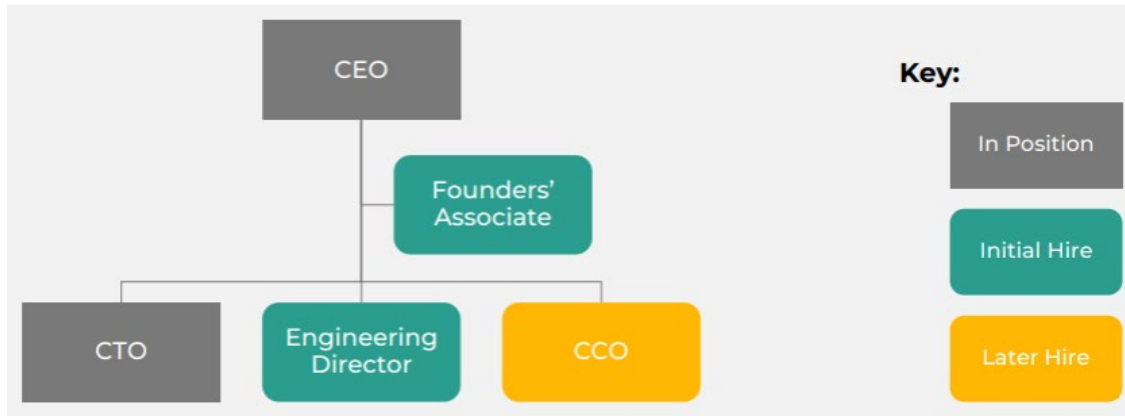 CEO
Key:
In Position
Founders’
Associate
Initial Hire
CTO
Engineering
Director
CCO
Later Hire